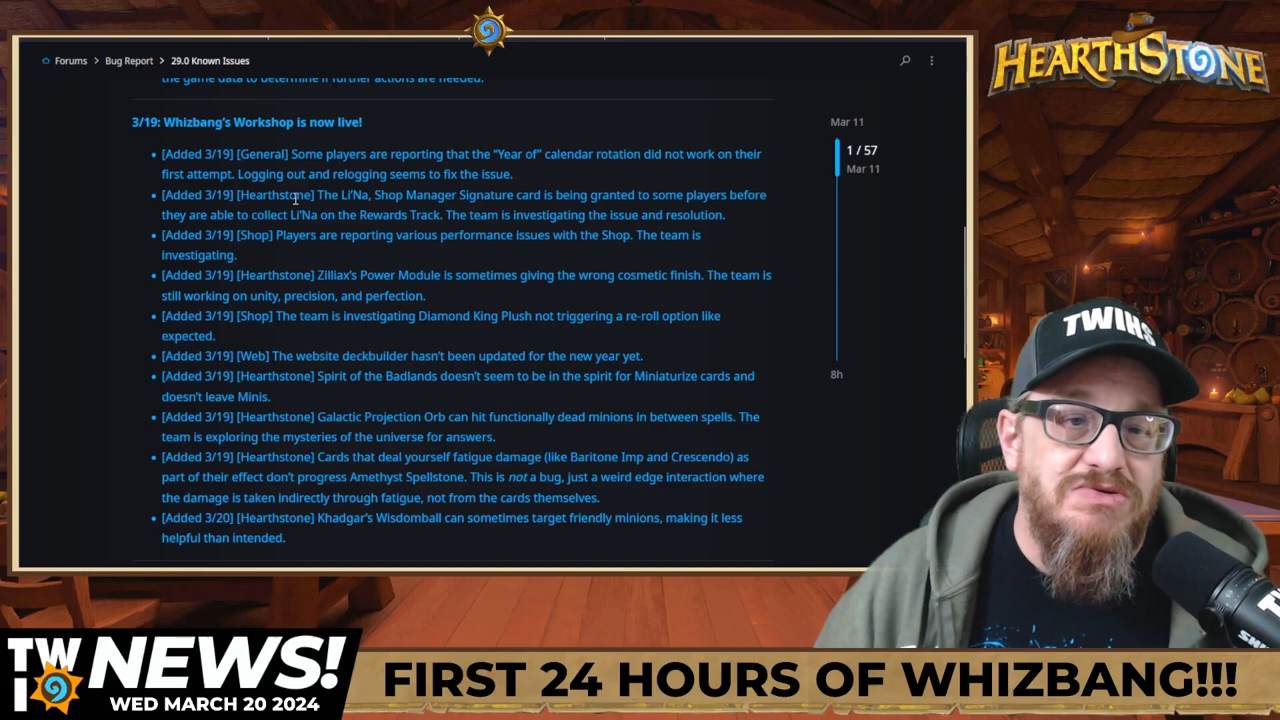 HEARTHSTONE
Forums > Bug Report > 29.0 Known Issues
the game data to determine if further actions are needed.
3/19: Whizbang's Workshop is now live!
• [Added 3/19] [General] Some players are reporting that the “Year of” calendar rotation did not work on their
first attempt. Logging out and relogging seems to fix the issue.
• [Added 3/19] [Hearthstone] The Li’Na, Shop Manager Signature card is being granted to some players before
they are able to collect Li’Na on the Rewards Track. The team is investigating the issue and resolution.
• [Added 3/19] [Shop] Players are reporting various performance issues with the Shop. The team is
investigating.
• [Added 3/19] [Hearthstone] Zilliax’s Power Module is sometimes giving the wrong cosmetic finish. The team is
still working on unity, precision, and perfection.
• [Added 3/19] [Shop] The team is investigating Diamond King Plush not triggering a re-roll option like
expected.
• [Added 3/19] [Web] The website deckbuilder hasn’t been updated for the new year yet.
• [Added 3/19] [Hearthstone] Spirit of the Badlands doesn’t seem to be in the spirit for Miniaturize cards and
doesn’t leave Minis.
• [Added 3/19] [Hearthstone] Galactic Projection Orb can hit functionally dead minions in between spells. The
team is exploring the mysteries of the universe for answers.
• [Added 3/19] [Hearthstone] Cards that deal yourself fatigue damage (like Baritone Imp and Crescendo) as
part of their effect don’t progress Amethyst Spellstone. This is not a bug, just a weird edge interaction where
the damage is taken indirectly through fatigue, not from the cards themselves.
• [Added 3/20] [Hearthstone] Khadgar’s Wisdomball can sometimes target friendly minions, making it less
helpful than intended.
Mar 11
1 / 57
Mar 11
8h
TWIHS
TW
NEWS!
WED MARCH 20 2024
FIRST 24 HOURS OF WHIZBANG!!!